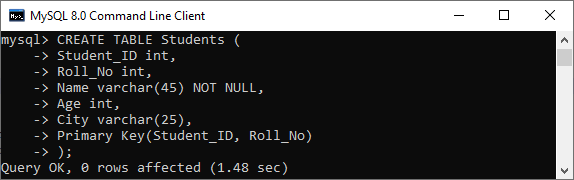 MySQL 8.0 Command Line Client
mysql> CREATE TABLE Students (
    -> Student_ID int,
    -> Roll_No int,
    -> Name varchar(45) NOT NULL,
    -> Age int,
    -> City varchar(25),
    -> Primary Key(Student_ID, Roll_No)
    -> );
Query OK, 0 rows affected (1.48 sec)